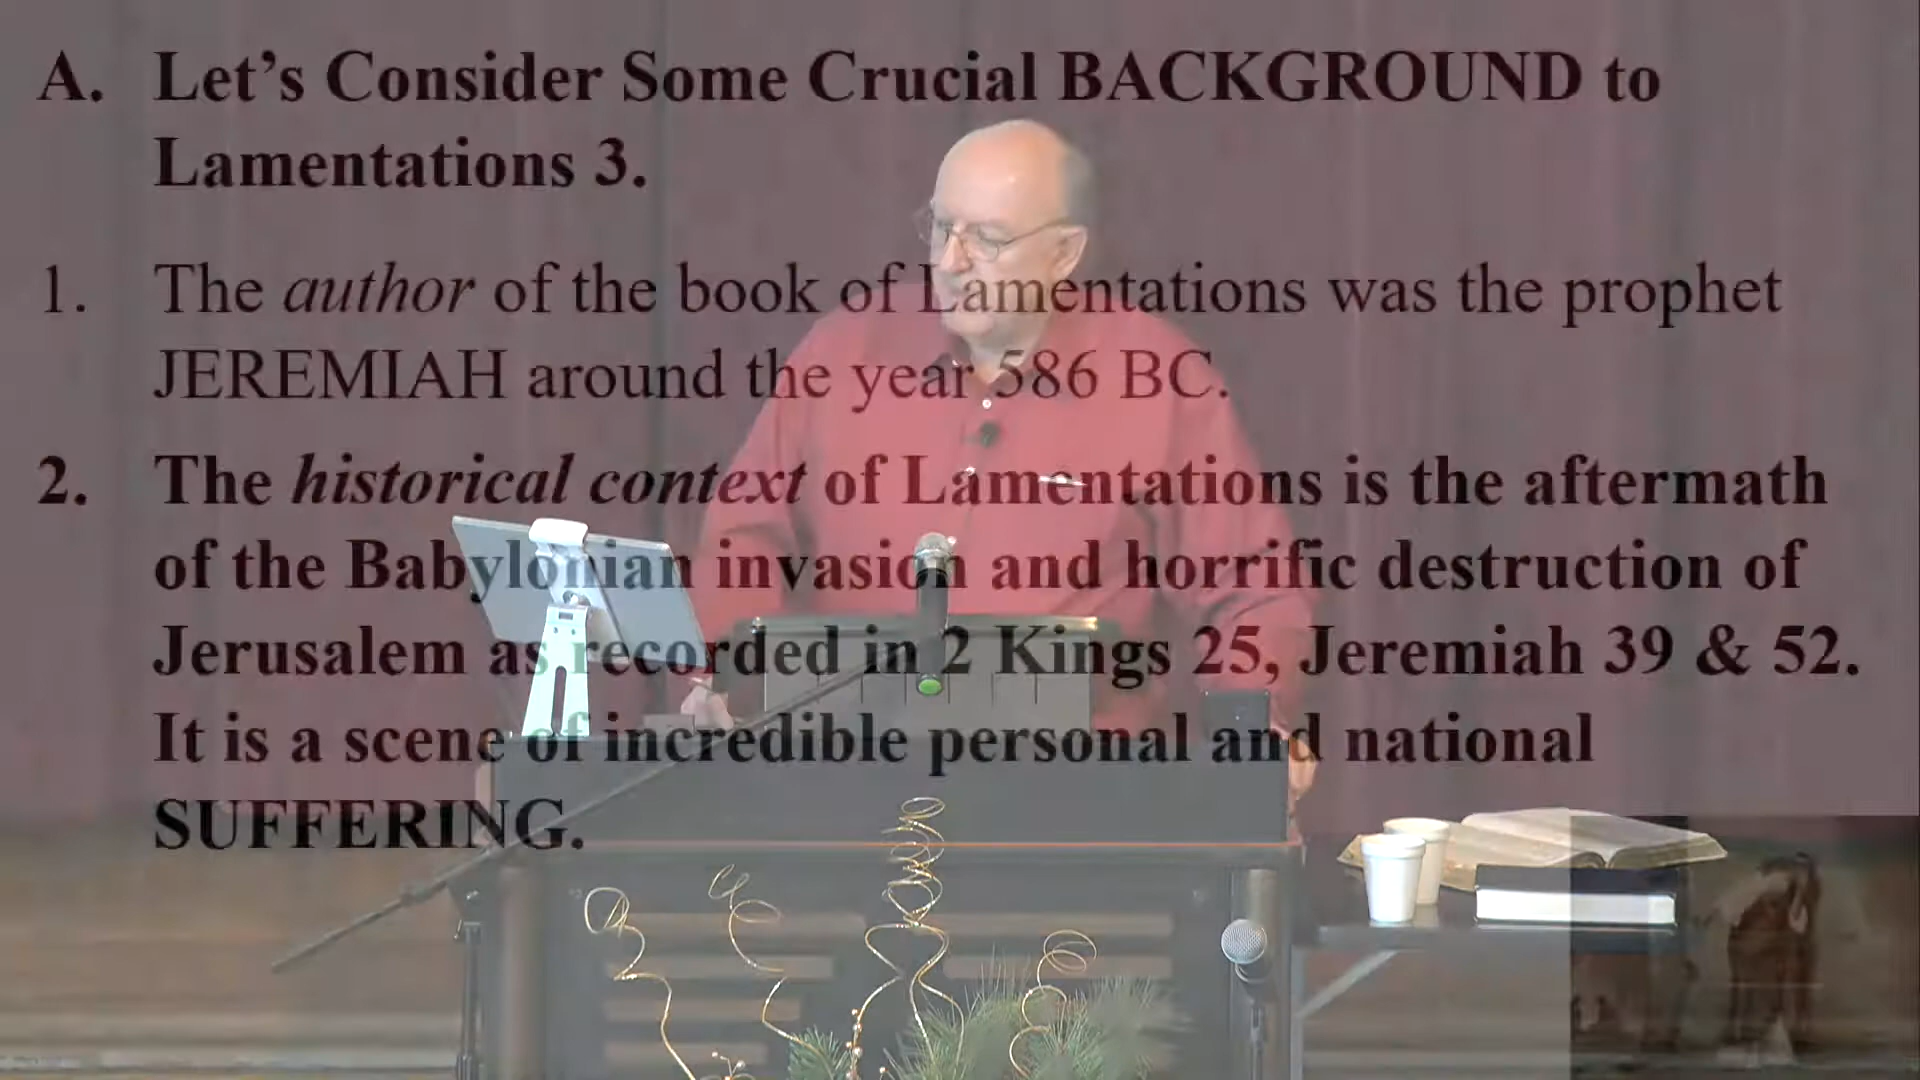 A. Let’s Consider Some Crucial BACKGROUND to
Lamentations 3.
1. The author of the book of Lamentations was the prophet
JEREMIAH around the year 586 BC.
2. The historical context of Lamentations is the aftermath
of the Babylonian invasion and horrific destruction of
Jerusalem as recorded in 2 Kings 25, Jeremiah 39 & 52.
It is a scene of incredible personal and national
SUFFERING.